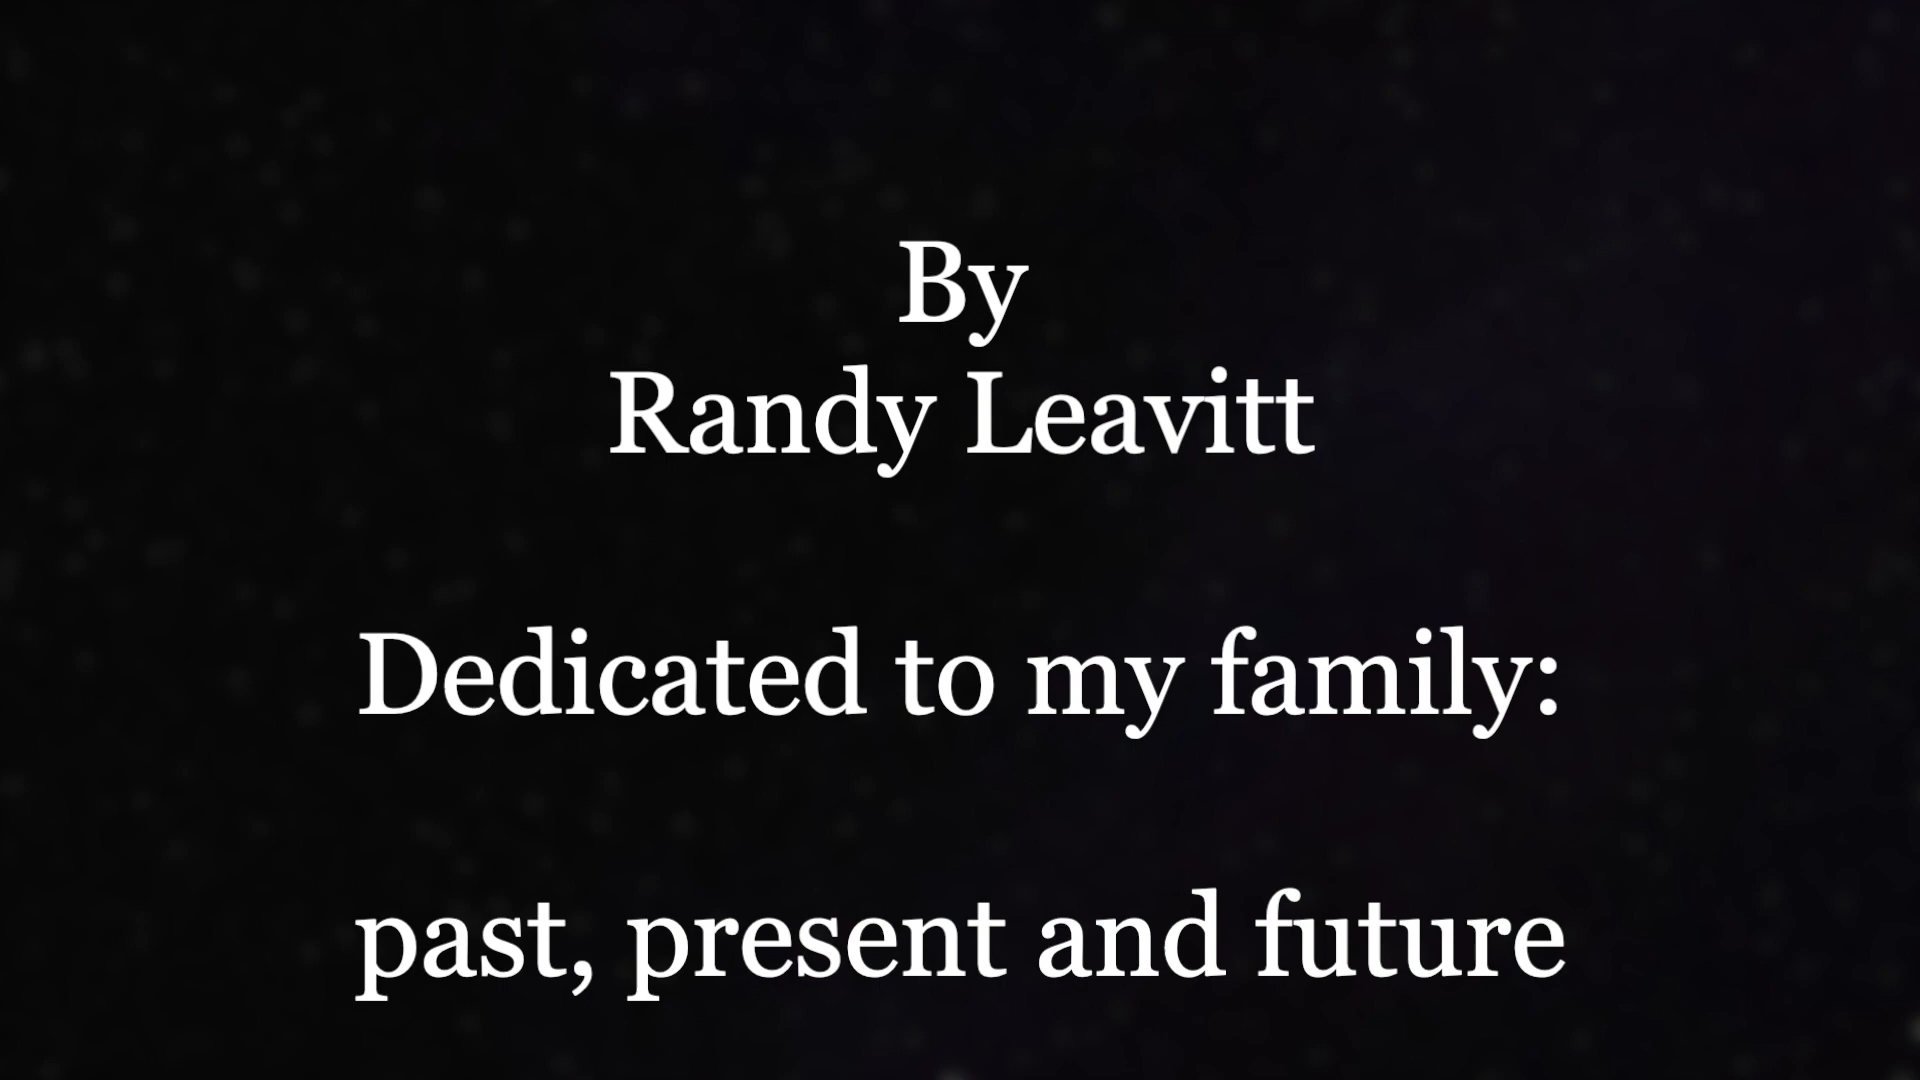 By
Randy Leavitt
Dedicated to my family:
past, present and future